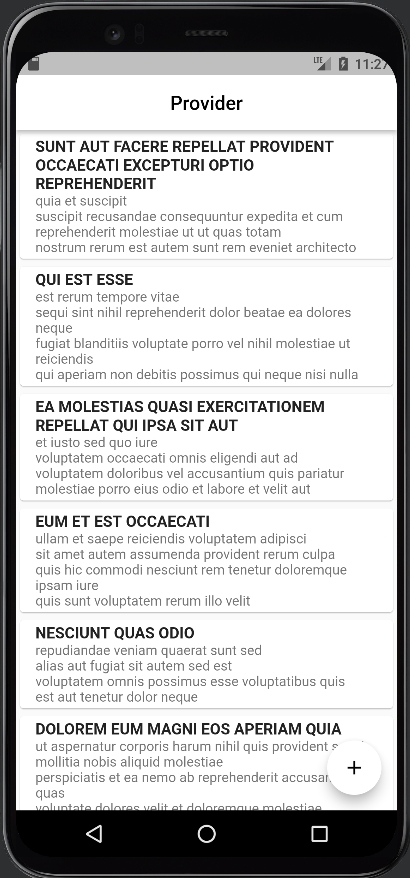 LTE 11:27
Provider
SUNT AUT FACERE REPELLAT PROVIDENT
OCCAECATI EXCEPTURI OPTIO
REPREHENDERIT
quia et suscipit
suscipit recusandae consequuntur expedita et cum
reprehenderit molestiae ut ut quas totam
nostrum rerum est autem sunt rem eveniet architecto
QUI EST ESSE
est rerum tempore vitae
sequi sint nihil reprehenderit dolor beatae ea dolores
neque
fugiat blanditiis voluptate porro vel nihil molestiae ut
reiciendis
qui aperiam non debitis possimus qui neque nisi nulla
EA MOLESTIAS QUASI EXERCITATIONEM
REPELLAT QUI IPSA SIT AUT
et iusto sed quo iure
voluptatem occaecati omnis eligendi aut ad
voluptatem doloribus vel accusantium quis pariatur
molestiae porro eius odio et labore et velit aut
EUM ET EST OCCAECATI
ullam et saepe reiciendis voluptatem adipisci
sit amet autem assumenda provident rerum culpa
quis hic commodi nesciunt rem tenetur doloremque
ipsam iure
quis sunt voluptatem rerum illo velit
NESCIUNT QUAS ODIO
repudiandae veniam quaerat sunt sed
alias aut fugiat sit autem sed est
voluptatem omnis possimus esse voluptatibus quis
est aut tenetur dolor neque
DOLOREM EUM MAGNI EOS APERIAM QUIA
ut aspernatur corporis harum nihil quis provident
mollitia nobis aliquid molestiae
perspiciatis et ea nemo ab reprehenderit
quas
voluptate dolores velit et doloremque molestiae